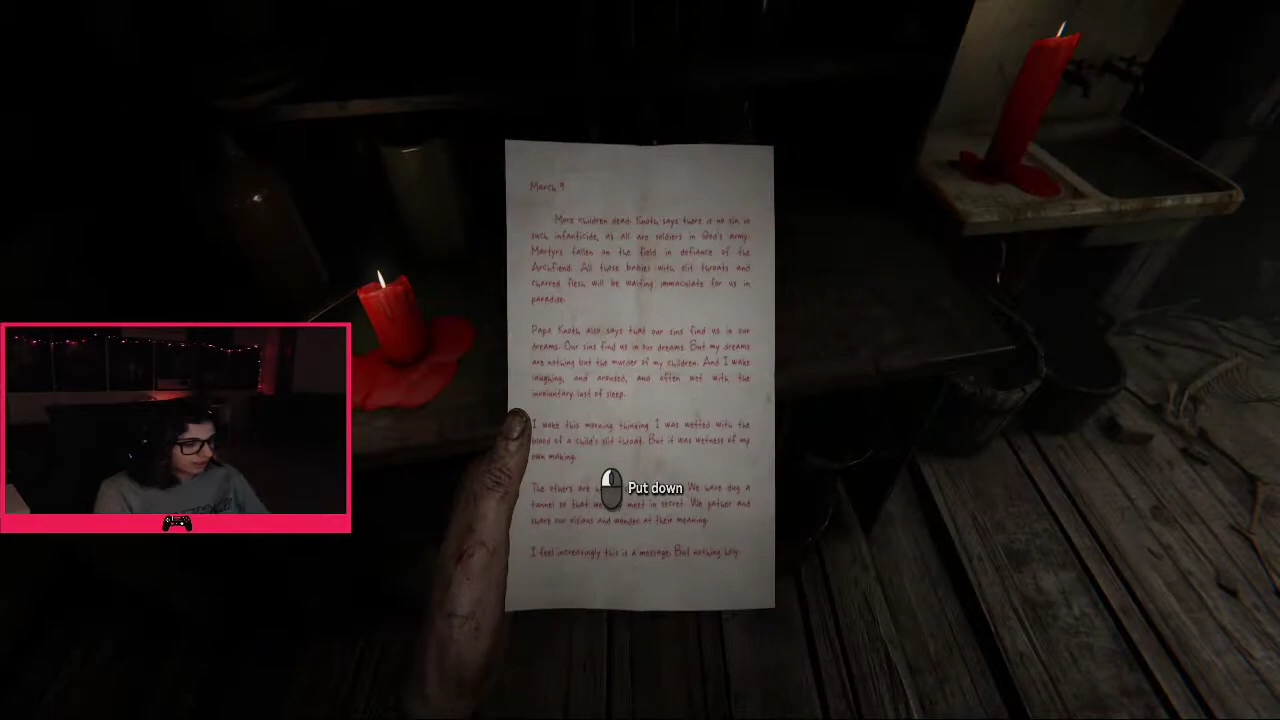 March 9
More children dead. Knoth says there is no sin in
such infanticide, as all are soldiers in God's army.
Martyrs fallen on the field in defiance of the
Archfiend. All those babies with slit throats and
charred flesh will be waiting immaculate for us in
paradise.
Papa Knoth also says that our sins find us in our
dreams. Our sins find us in our dreams. But my dreams
are nothing but the murder of my children. And I wake
laughing, and aroused, and often wet with the
involuntary lust of sleep.
I woke this morning thinking I was wetted with the
blood of a child's slit throat. But it was wetness of my
own making.
The others are We have dug a
tunnel so that we meet in secret. We gather and
share our visions and wonder at their meaning.
I feel increasingly this is a message. But nothing holy.
Put down